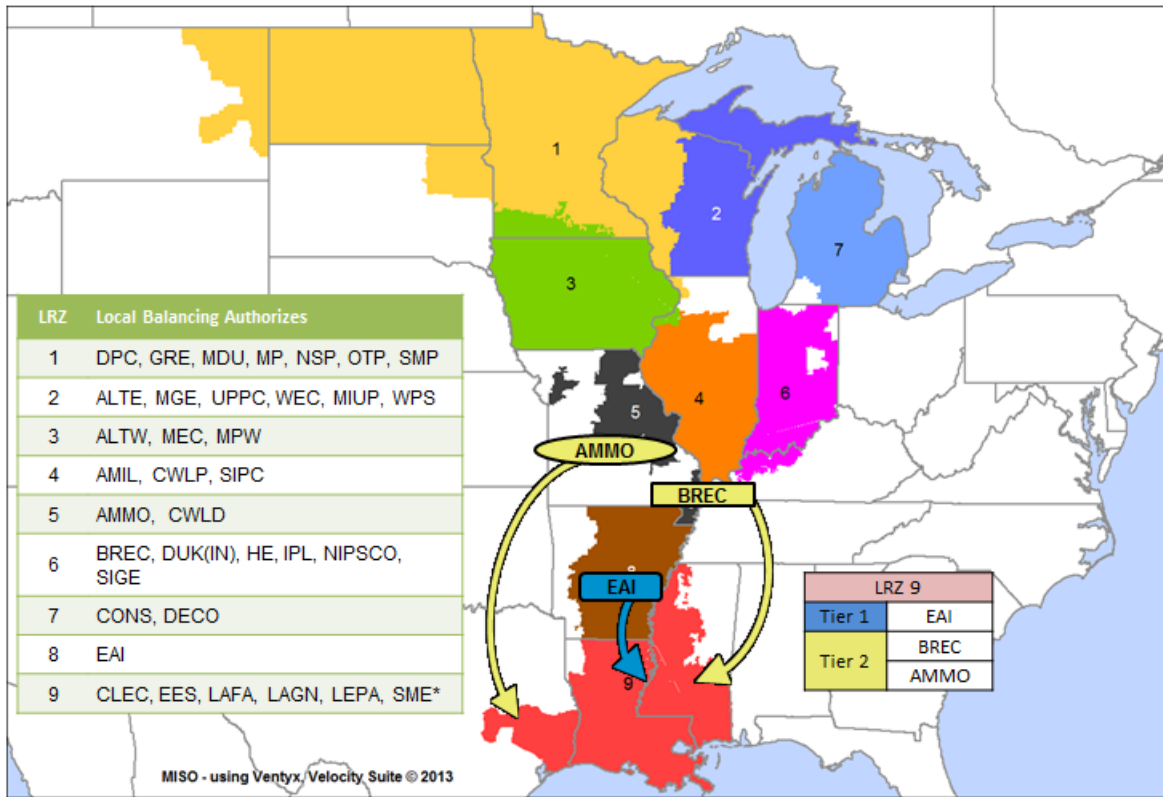 1
2
7
3
LRZ Local Balancing Authorizes
1 DPC, GRE, MDU, MP, NSP, OTP, SMP
2 ALTE, MGE, UPPC, WEC, MIUP, WPS
3 ALTW, MEC, MPW
4 AMIL, CWLP, SIPC
5 AMMO, CWLD
6 BREC, DUK(IN), HE, IPL, NIPSCO,
SIGE
7 CONS, DECO
8 EAI
9 CLEC, EES, LAFA, LAGN, LEPA, SME*
6
4
5
AMMO
BREC
8
EAI
9
LRZ 9
Tier 1 EAI
Tier 2 BREC
AMMO
MISO - using Ventyx, Velocity Suite © 2013